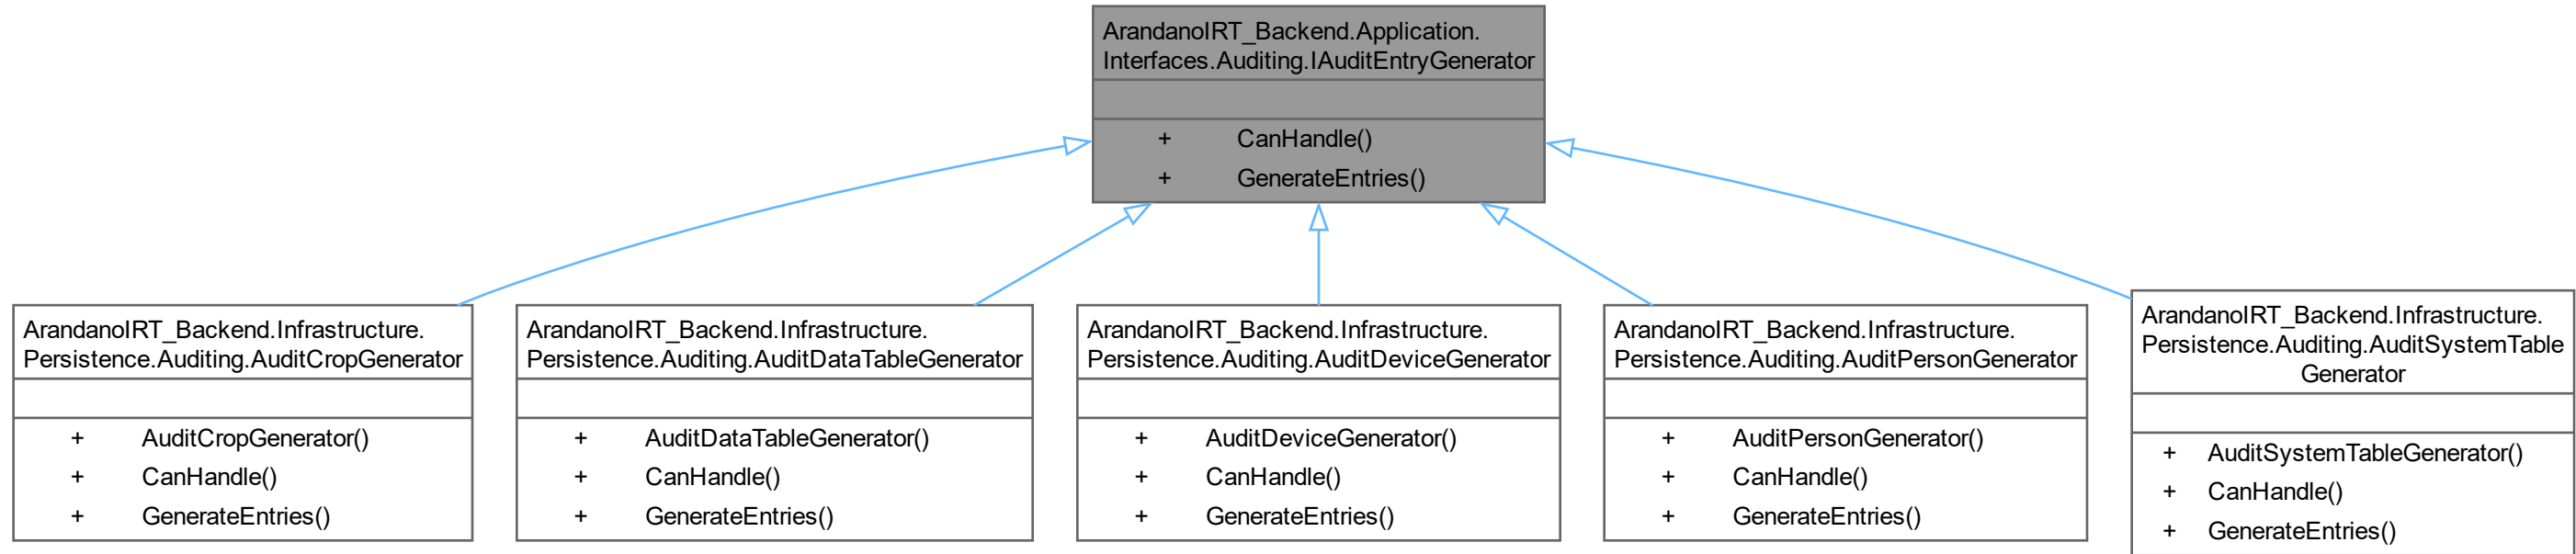 ArandanoIRT_Backend.Application.
Interfaces.Auditing.IAuditEntryGenerator
+ CanHandle()
+ GenerateEntries()
ArandanoIRT_Backend.Infrastructure.
Persistence.Auditing.AuditCropGenerator
+ AuditCropGenerator()
+ CanHandle()
+ GenerateEntries()
ArandanoIRT_Backend.Infrastructure.
Persistence.Auditing.AuditDataTableGenerator
+ AuditDataTableGenerator()
+ CanHandle()
+ GenerateEntries()
ArandanoIRT_Backend.Infrastructure.
Persistence.Auditing.AuditDeviceGenerator
+ AuditDeviceGenerator()
+ CanHandle()
+ GenerateEntries()
ArandanoIRT_Backend.Infrastructure.
Persistence.Auditing.AuditPersonGenerator
+ AuditPersonGenerator()
+ CanHandle()
+ GenerateEntries()
ArandanoIRT_Backend.Infrastructure.
Persistence.Auditing.AuditSystemTable
Generator
+ AuditSystemTableGenerator()
+ CanHandle()
+ GenerateEntries()